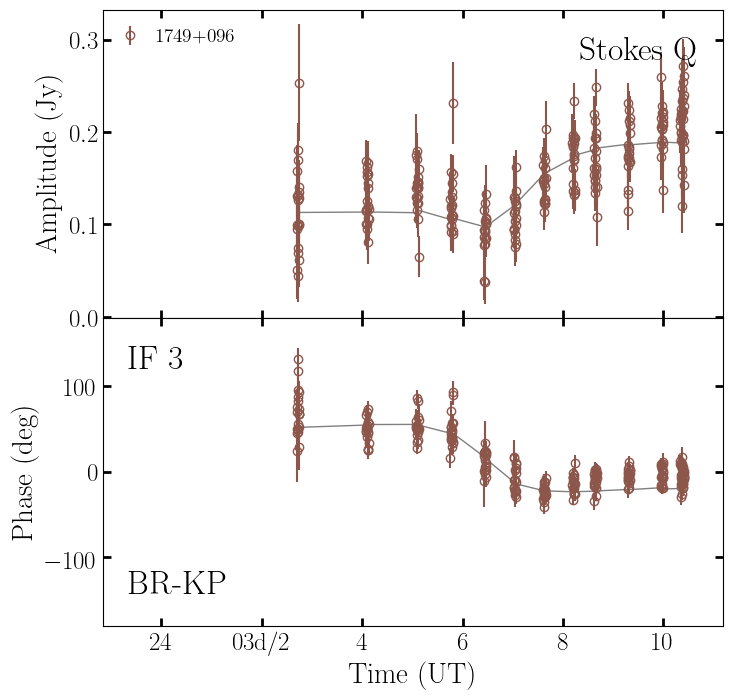 1749+096
Stokes Q
0.3
0.2
0.1
0.0
Amplitude (Jy)
IF 3
100
0
−100
Phase (deg)
BR-KP
24
03d/2
4
6
8
10
Time (UT)